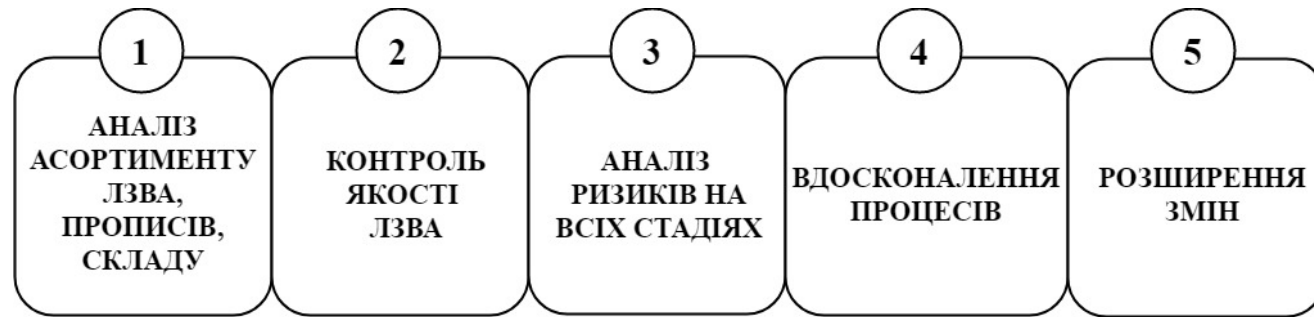 1
АНАЛІЗ
АСОРТИМЕНТУ
ЛЗВА,
ПРОПИСІВ,
СКЛАДУ
2
КОНТРОЛЬ
ЯКОСТІ
ЛЗВА
3
АНАЛІЗ
РИЗИКІВ НА
ВСІХ СТАДІЯХ
4
ВДОСКОНАЛЕННЯ
ПРОЦЕСІВ
5
РОЗШИРЕННЯ
ЗМІН